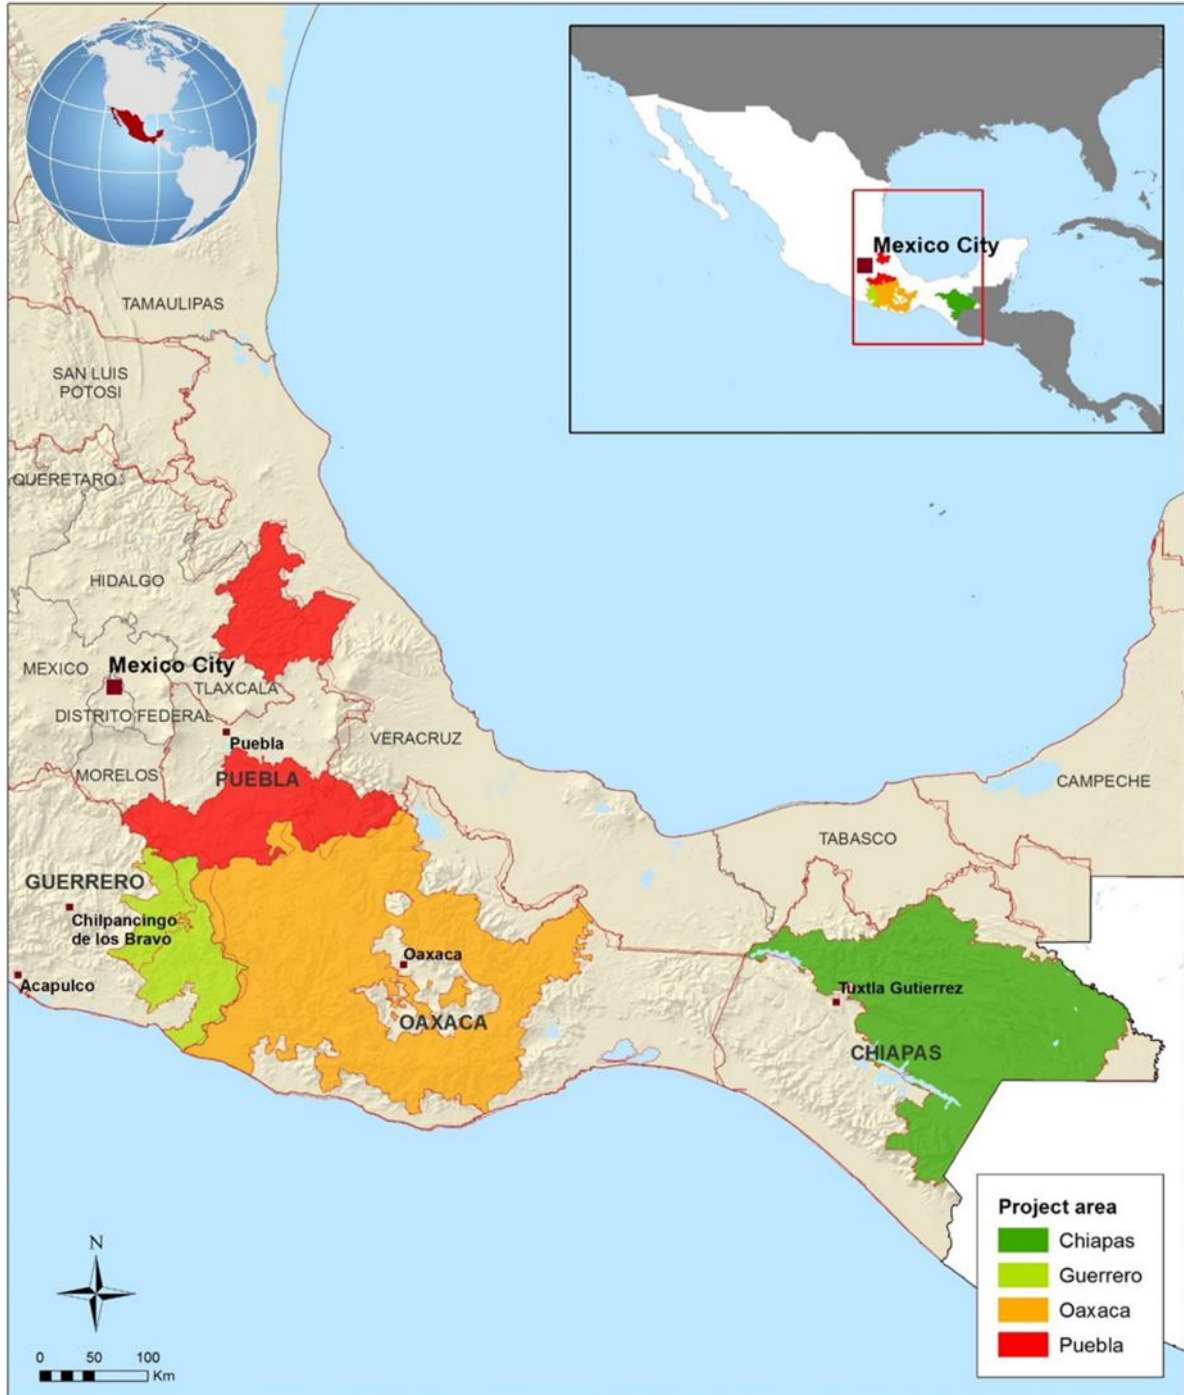 Mexico City
TAMAULIPAS
SAN LUIS
POTOSI
QUERETARO
HIDALGO
MEXICO
Mexico City
TLAXCALA
DISTRITO FEDERAL
Puebla
VERACRUZ
MORELOS
PUEBLA
CAMPECHE
TABASCO
GUERRERO
Chilpancingo
de los Bravo
Oaxaca
Acapulco
Tuxtla Gutierrez
OAXACA
CHIAPAS
Project area
Chiapas
Guerrero
Oaxaca
Puebla
N
0 50 100
Km